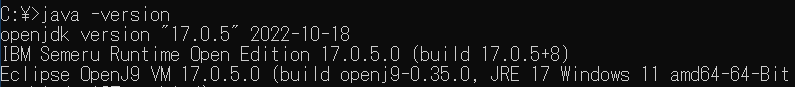 C:¥>java -version
openjdk version "17.0.5" 2022-10-18
IBM Semeru Runtime Open Edition 17.0.5.0 (build 17.0.5+8)
Eclipse OpenJ9 VM 17.0.5.0 (build openj9-0.35.0, JRE 17 Windows 11 amd64-64-Bit